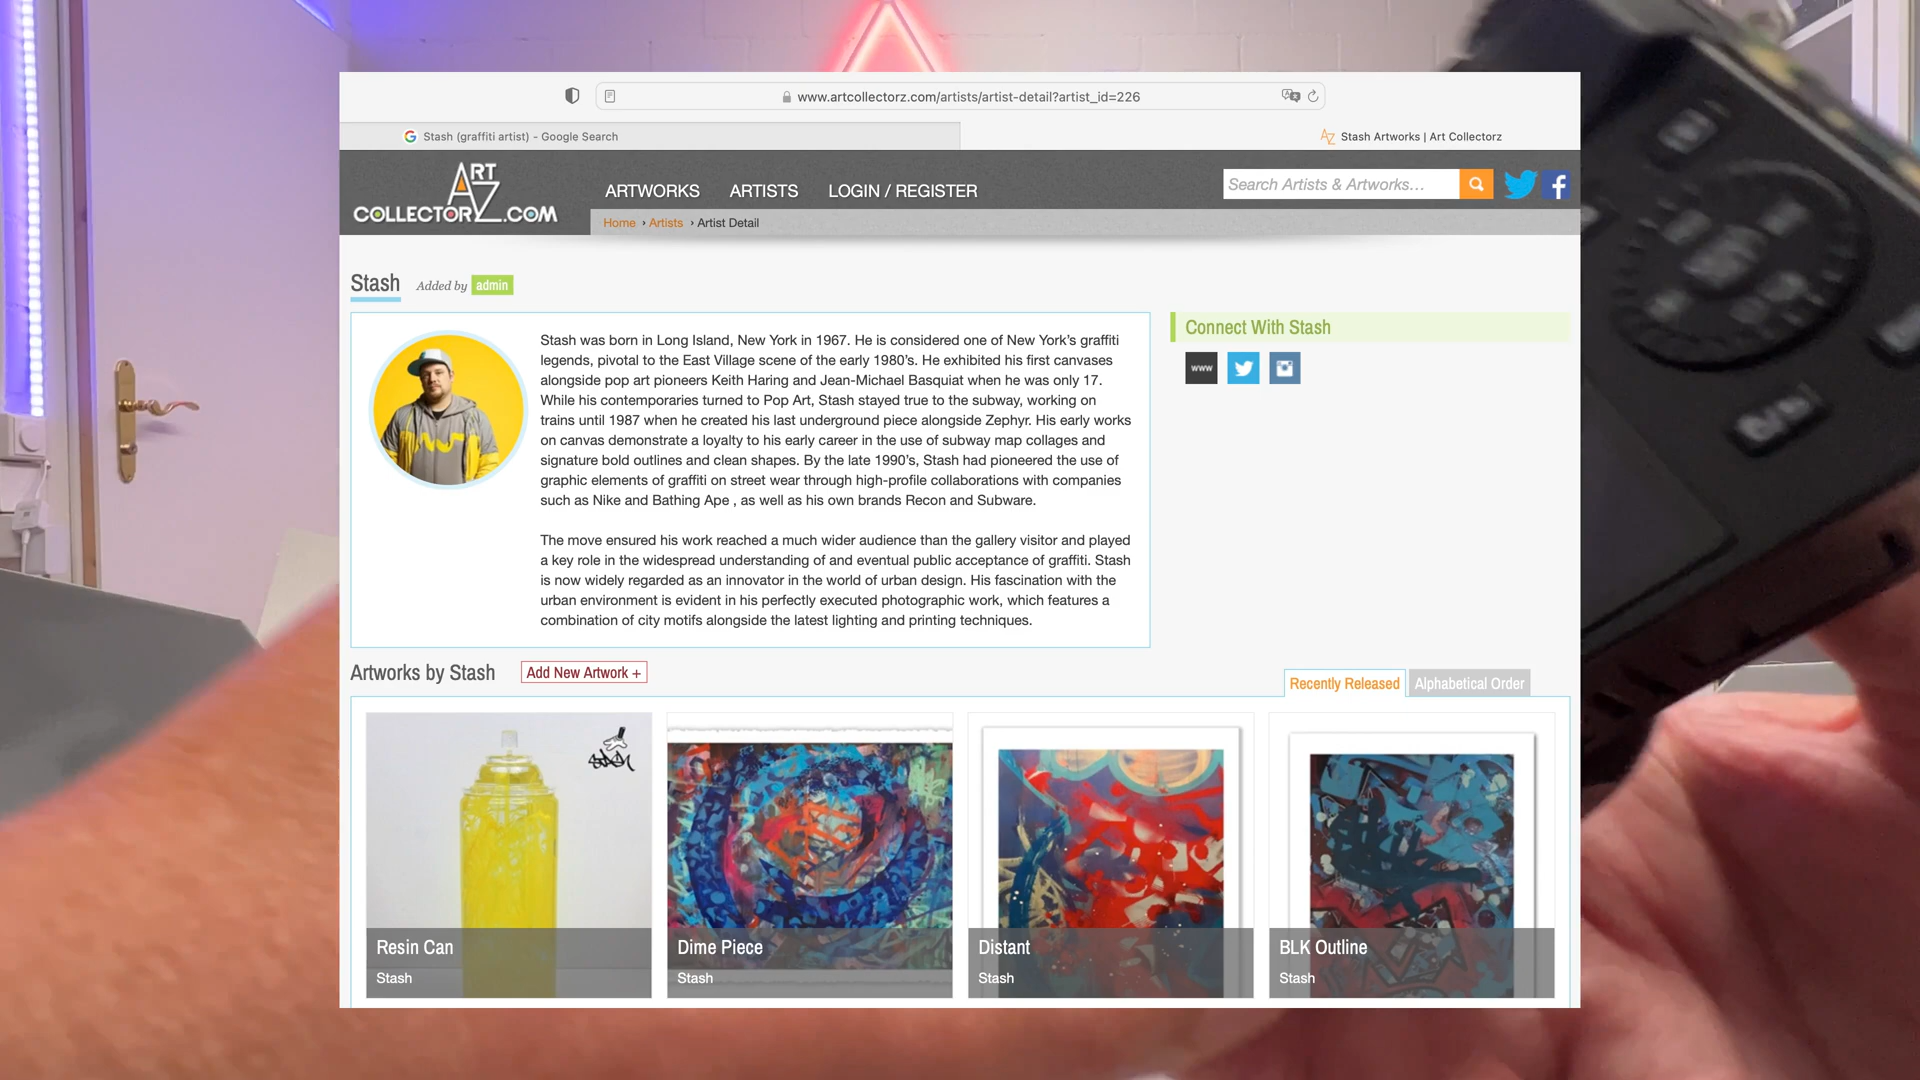 www.artcollectorz.com/artists/artist-detail?artist_id=226
Stash (graffiti artist) - Google Search
Stash Artworks | Art Collectorz
ART
AZ
COLLECTORZ.COM
ARTWORKS
ARTISTS
LOGIN / REGISTER
Search Artists & Artworks...
Home › Artists › Artist Detail
Stash
Added by admin
Stash was born in Long Island, New York in 1967. He is considered one of New York's graffiti
legends, pivotal to the East Village scene of the early 1980's. He exhibited his first canvases
alongside pop art pioneers Keith Haring and Jean-Michael Basquiat when he was only 17.
While his contemporaries turned to Pop Art, Stash stayed true to the subway, working on
trains until 1987 when he created his last underground piece alongside Zephyr. His early works
on canvas demonstrate a loyalty to his early career in the use of subway map collages and
signature bold outlines and clean shapes. By the late 1990's, Stash had pioneered the use of
graphic elements of graffiti on street wear through high-profile collaborations with companies
such as Nike and Bathing Ape , as well as his own brands Recon and Subware.
The move ensured his work reached a much wider audience than the gallery visitor and played
a key role in the widespread understanding of and eventual public acceptance of graffiti. Stash
is now widely regarded as an innovator in the world of urban design. His fascination with the
urban environment is evident in his perfectly executed photographic work, which features a
combination of city motifs alongside the latest lighting and printing techniques.
Connect With Stash
www
Artworks by Stash
Add New Artwork +
Recently Released
Alphabetical Order
Resin Can
Stash
Dime Piece
Stash
Distant
Stash
BLK Outline
Stash